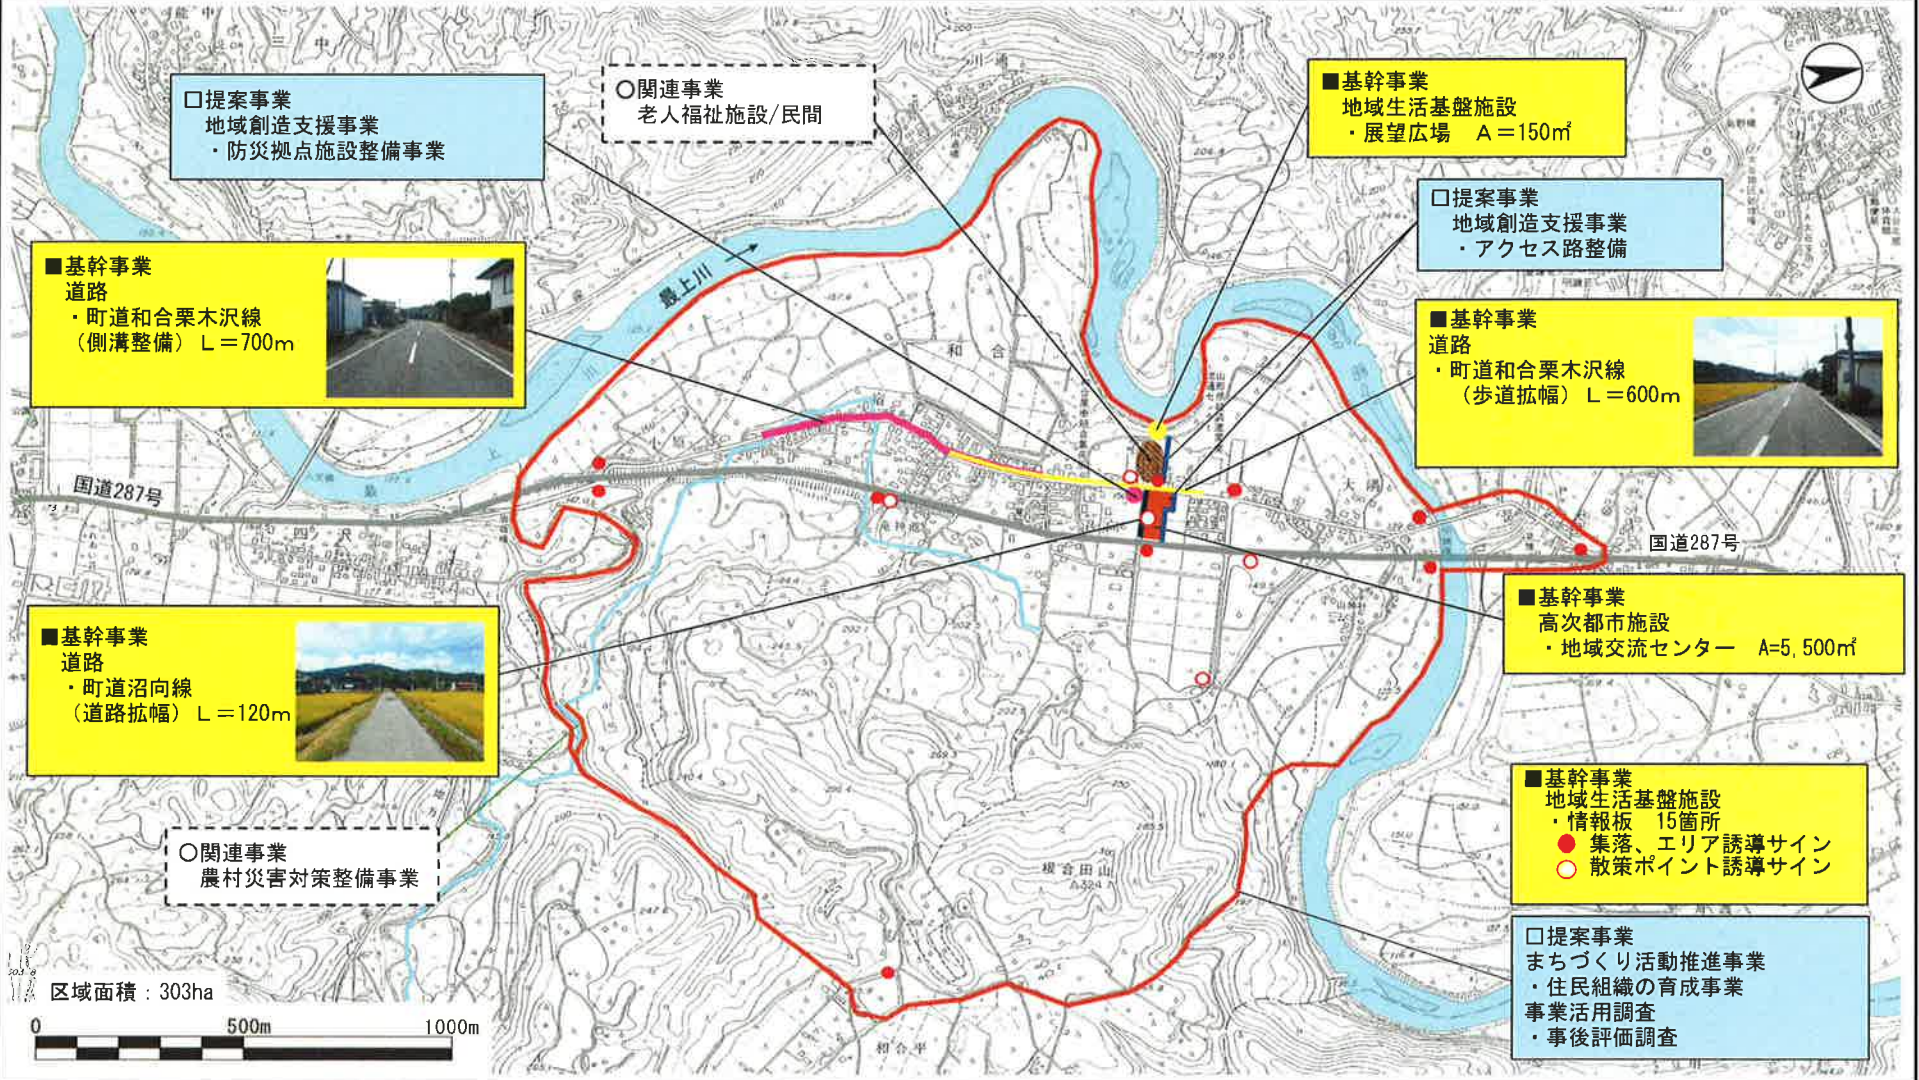 □提案事業
地域創造支援事業
・防災拠点施設整備事業
○関連事業
老人福祉施設/民間
■基幹事業
地域生活基盤施設
・展望広場 A=150㎡
□提案事業
地域創造支援事業
・アクセス路整備
■基幹事業
道路
・町道和合栗木沢線
(側溝整備) L=700m
■基幹事業
道路
・町道和合栗木沢線
(歩道拡幅) L=600m
最上川
和合
国道287号
四ノ沢
大隅
国道287号
■基幹事業
高次都市施設
・地域交流センター A=5,500㎡
■基幹事業
道路
・町道沼向線
(道路拡幅) L=120m
■基幹事業
地域生活基盤施設
・情報板 15箇所
集落、エリア誘導サイン
散策ポイント誘導サイン
○関連事業
農村災害対策整備事業
□提案事業
まちづくり活動推進事業
・住民組織の育成事業
事業活用調査
・事後評価調査
区域面積:303ha
0 500m 1000m
和合平